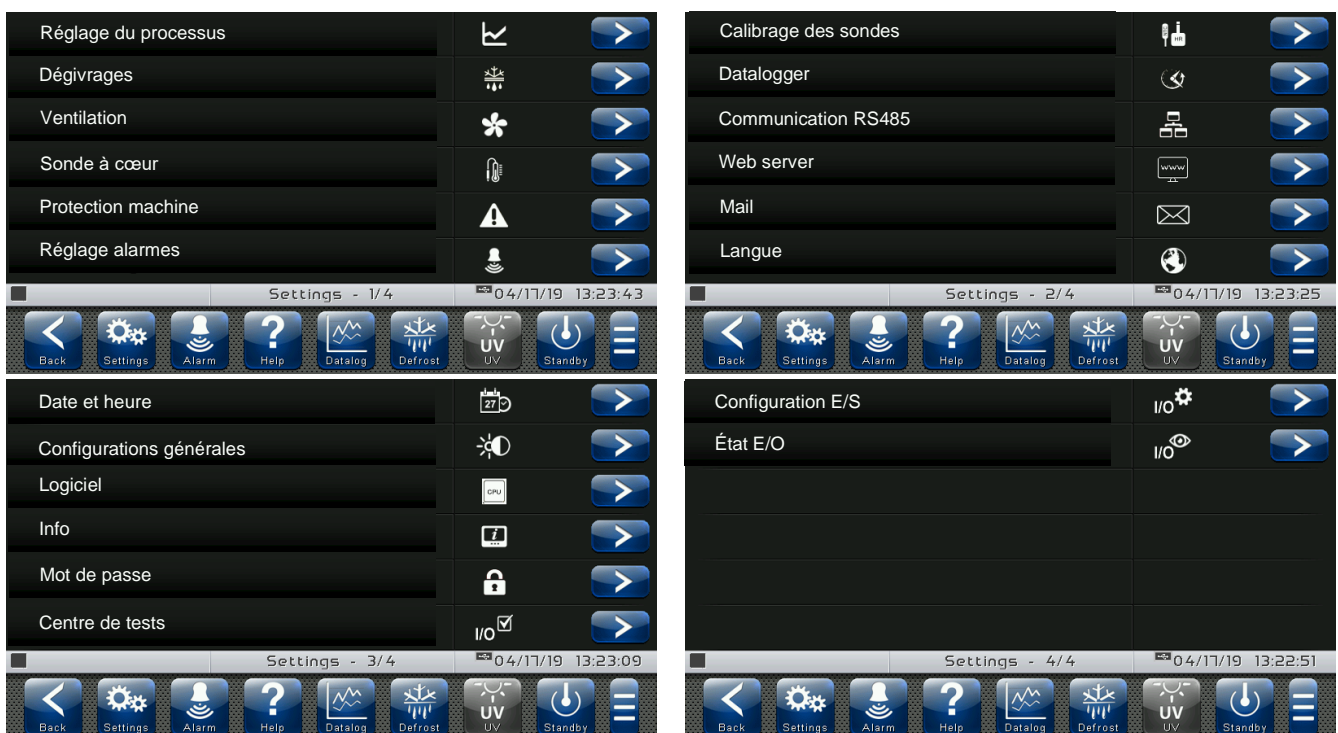 Réglage du processus
Dégivrages
Ventilation
Sonde à cœur
Protection machine
Réglage alarmes
Settings - 1/4 04/17/19 13:23:43
Back Settings Alarm Help Datalog Defrost UV UV Standby
Calibrage des sondes HR
Datalogger
Communication RS485
Web server www
Mail
Langue
Settings - 2/4 04/17/19 13:23:25
Back Settings Alarm Help Datalog Defrost UV UV Standby
Date et heure 27
Configurations générales
Logiciel CPU
Info i
Mot de passe
Centre de tests I/O
Settings - 3/4 04/17/19 13:23:09
Back Settings Alarm Help Datalog Defrost UV UV Standby
Configuration E/S I/O
État E/O I/O
Settings - 4/4 04/17/19 13:22:51
Back Settings Alarm Help Datalog Defrost UV UV Standby